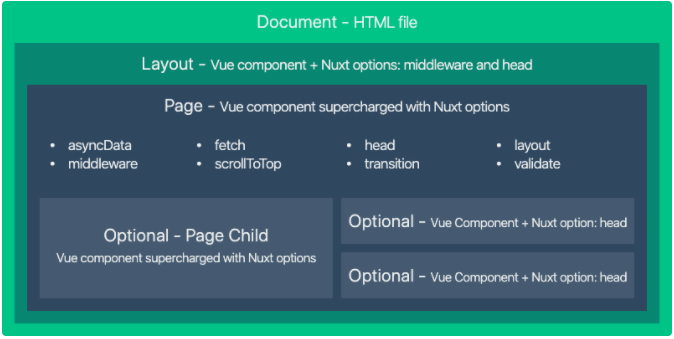 Document - HTML file
Layout - Vue component + Nuxt options: middleware and head
Page - Vue component supercharged with Nuxt options
• asyncData • fetch • head • layout
• middleware • scrollToTop • transition • validate
Optional - Page Child
Vue component supercharged with Nuxt options
Optional - Vue Component + Nuxt option: head
Optional - Vue Component + Nuxt option: head